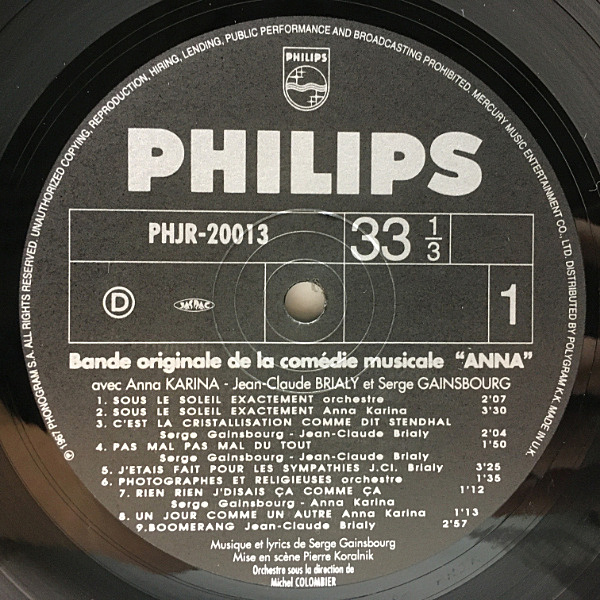 ℗ 1967 PHONOGRAM S.A. ALL RIGHTS RESERVED. UNAUTHORIZED COPYING, REPRODUCTION, HIRING, LENDING, PUBLIC PERFORMANCE AND BROADCASTING PROHIBITED. MERCURY MUSIC ENTERTAINMENT CO., LTD. DISTRIBUTED BY POLYGRAM K.K. MADE IN U.K.
PHILIPS
PHILIPS
PHJR-20013
33 1/3
D
1
Bande originale de la comédie musicale "ANNA"
avec Anna KARINA - Jean-Claude BRIALY et Serge GAINSBOURG
1. SOUS LE SOLEIL EXACTEMENT orchestre 2'07
2. SOUS LE SOLEIL EXACTEMENT Anna Karina 3'30
3. C'EST LA CRISTALLISATION COMME DIT STENDHAL
Serge Gainsbourg - Jean-Claude Brialy 2'04
4. PAS MAL PAS MAL DU TOUT 1'50
Serge Gainsbourg - Jean-Claude Brialy
5. J'ETAIS FAIT POUR LES SYMPATHIES J.Cl. Brialy 3'25
6. PHOTOGRAPHES ET RELIGIEUSES orchestre 1'35
7. RIEN RIEN J'DISAIS ÇA COMME ÇA 1'12
Serge Gainsbourg - Anna Karina
8. UN JOUR COMME UN AUTRE Anna Karina 1'13
9.BOOMERANG Jean-Claude Brialy 2'57
Musique et lyrics de Serge Gainsbourg
Mise en scène Pierre Koralnik
Orchestre sous la direction de
Michel COLOMBIER